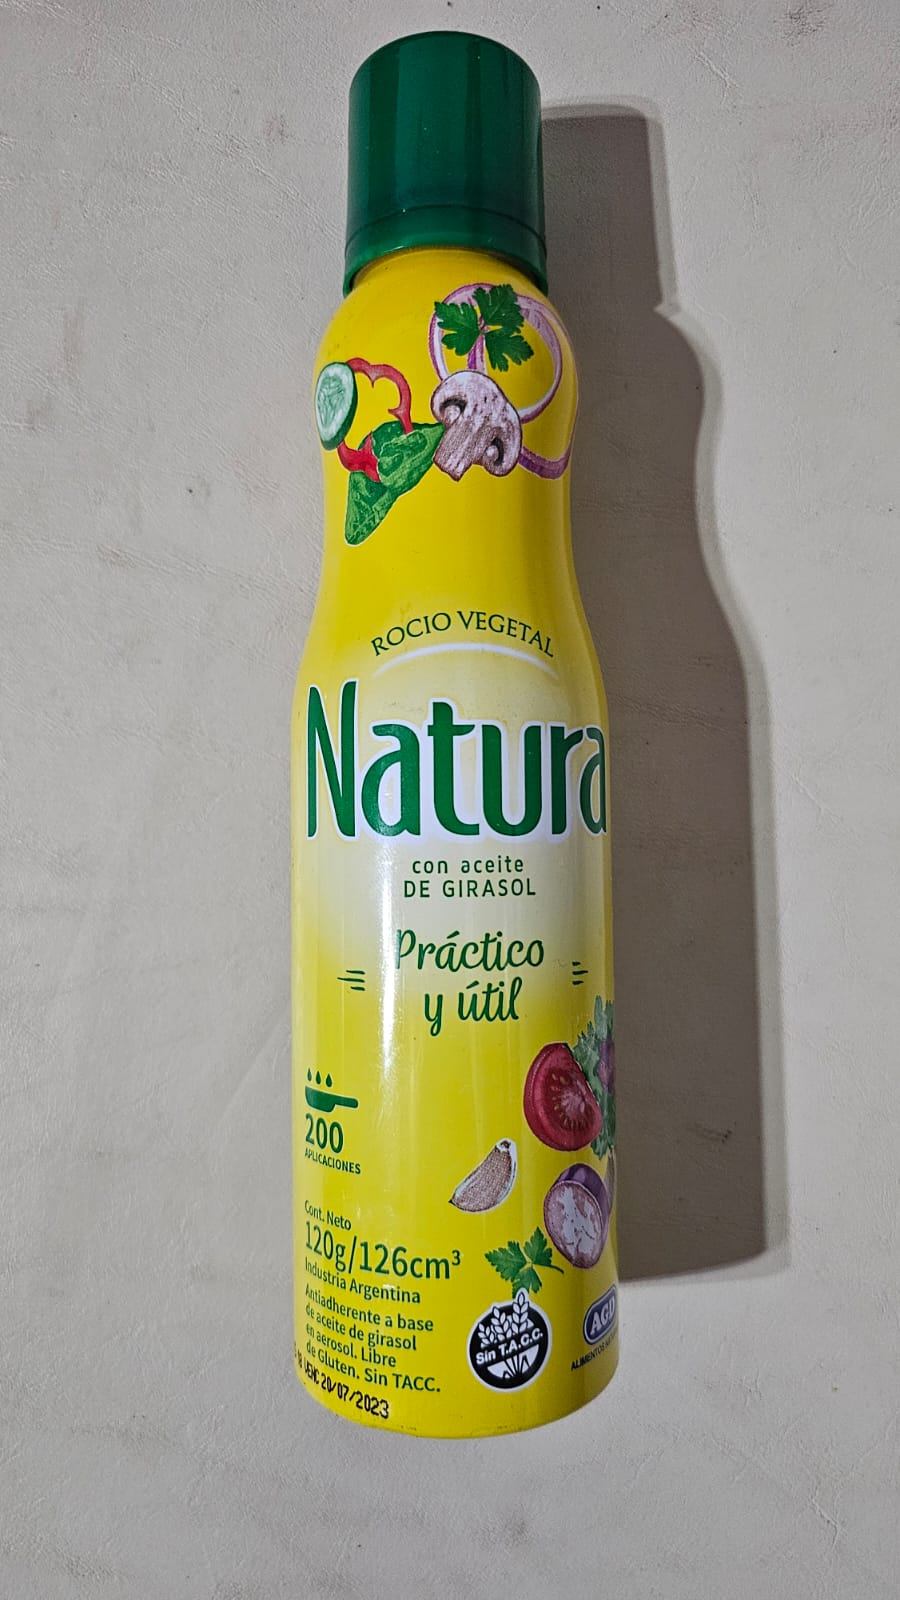 ROCIO VEGETAL
Natura
con aceite
DE GIRASOL
Práctico
y útil
200
APLICACIONES
Cont. Neto
120g/126cm³
Industria Argentina
Antiadherente a base
de aceite de girasol
en aerosol. Libre
de Gluten. Sin TACC.
VENC 20/07/2023
Sin T.A.C.C.
AGD